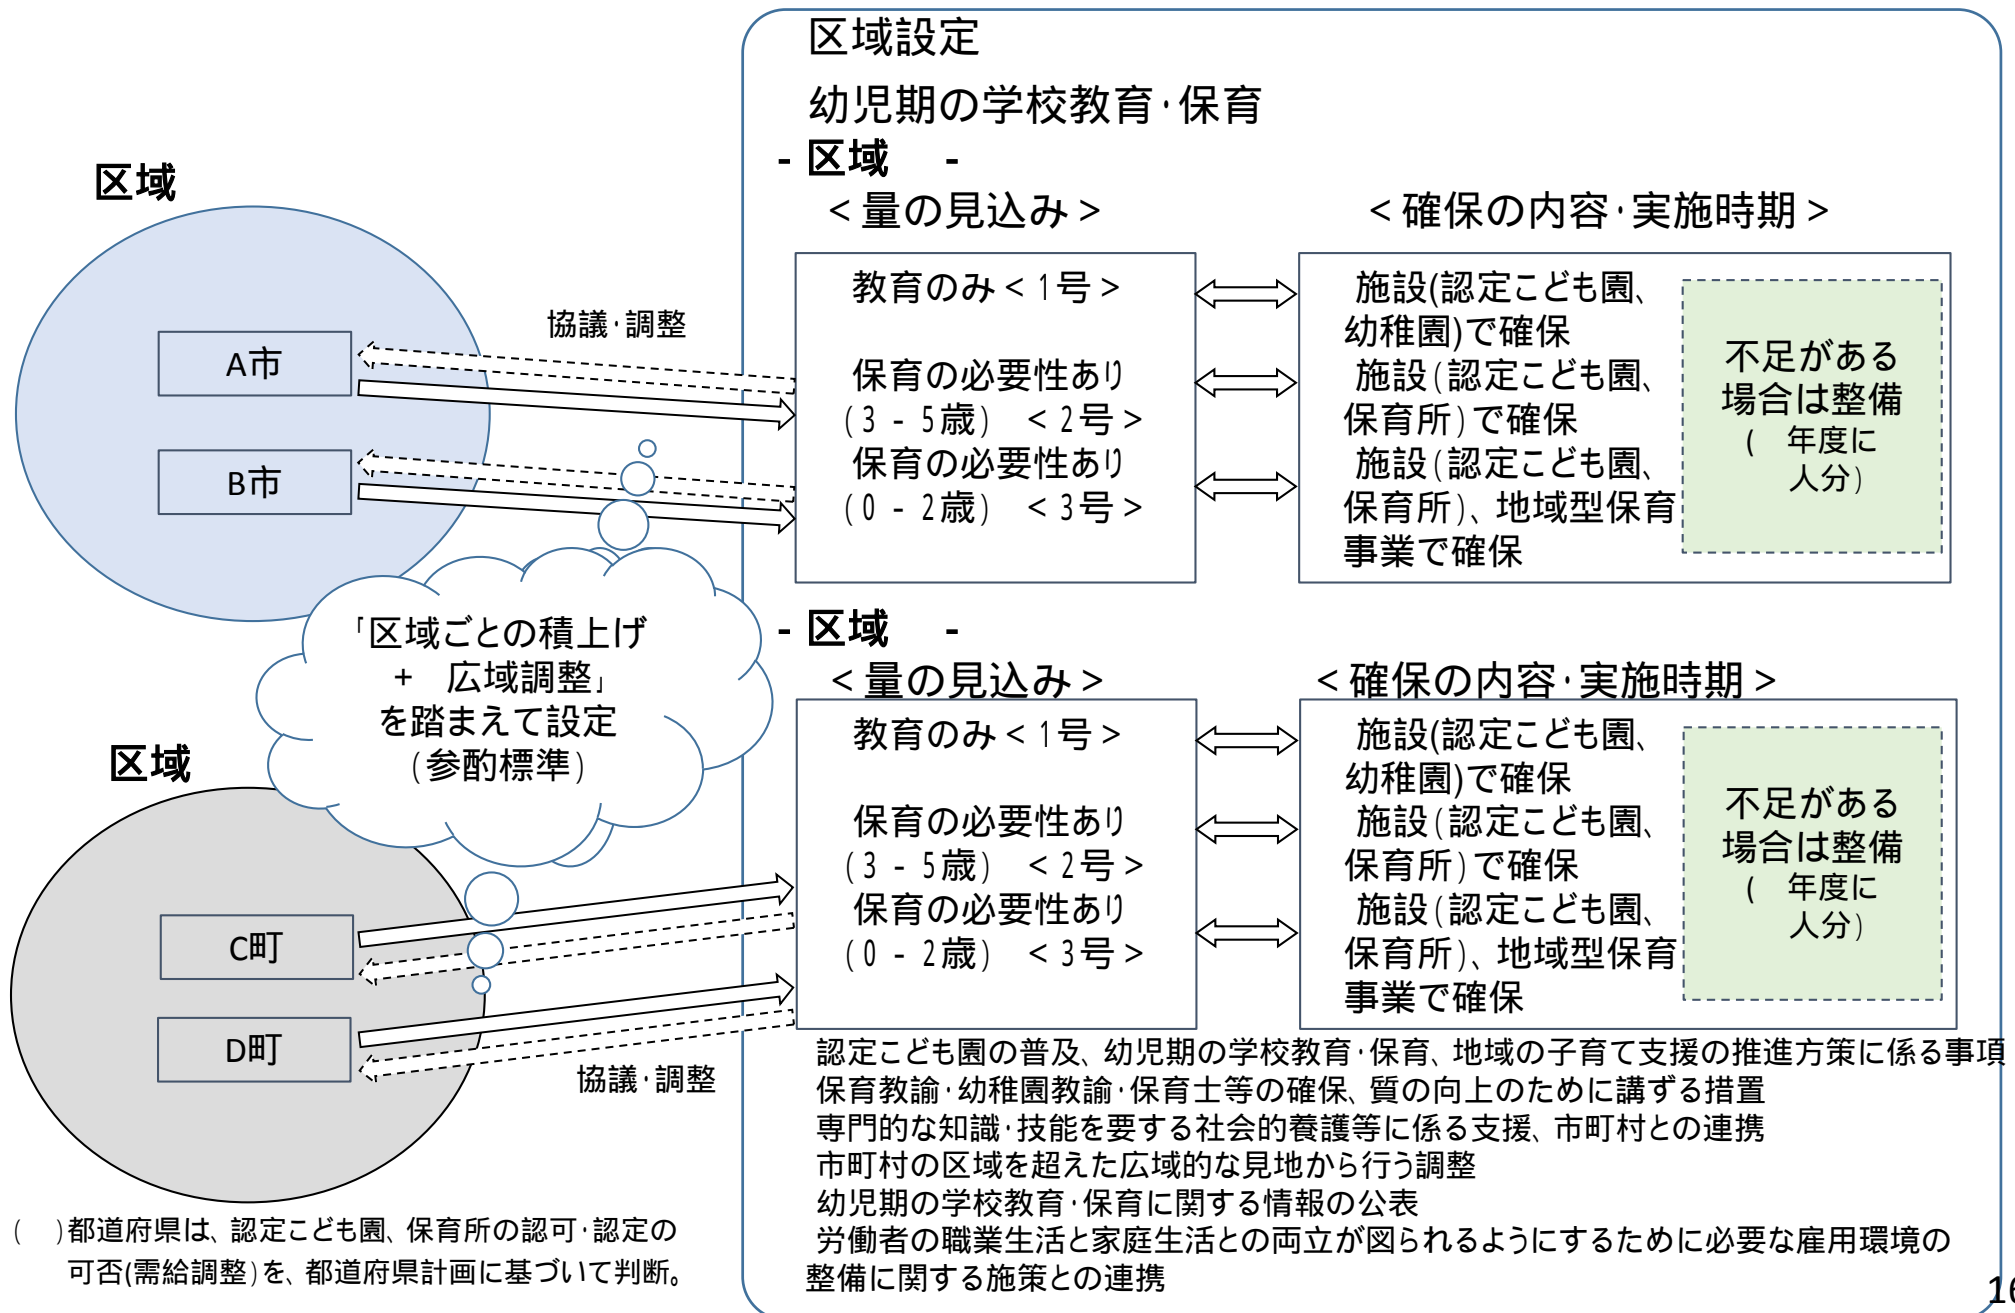 区域設定
幼児期の学校教育・保育
区域
- 区域 -
<量の見込み>
<確保の内容・実施時期>
A市
B市
協議・調整
教育のみ<1号>
保育の必要性あり
(3-5歳) <2号>
保育の必要性あり
(0-2歳) <3号>
施設(認定こども園、
幼稚園)で確保
施設(認定こども園、
保育所)で確保
施設(認定こども園、
保育所)、地域型保育
事業で確保
不足がある
場合は整備
( 年度に
人分)
「区域ごとの積上げ
+ 広域調整」
を踏まえて設定
(参酌標準)
区域
- 区域 -
<量の見込み>
<確保の内容・実施時期>
C町
D町
協議・調整
教育のみ<1号>
保育の必要性あり
(3-5歳) <2号>
保育の必要性あり
(0-2歳) <3号>
施設(認定こども園、
幼稚園)で確保
施設(認定こども園、
保育所)で確保
施設(認定こども園、
保育所)、地域型保育
事業で確保
不足がある
場合は整備
( 年度に
人分)
認定こども園の普及、幼児期の学校教育・保育、地域の子育て支援の推進方策に係る事項
保育教諭・幼稚園教諭・保育士等の確保、質の向上のために講ずる措置
専門的な知識・技能を要する社会的養護等に係る支援、市町村との連携
市町村の区域を超えた広域的な見地から行う調整
幼児期の学校教育・保育に関する情報の公表
労働者の職業生活と家庭生活との両立が図られるようにするために必要な雇用環境の
整備に関する施策との連携
( )都道府県は、認定こども園、保育所の認可・認定の
可否(需給調整)を、都道府県計画に基づいて判断。
16